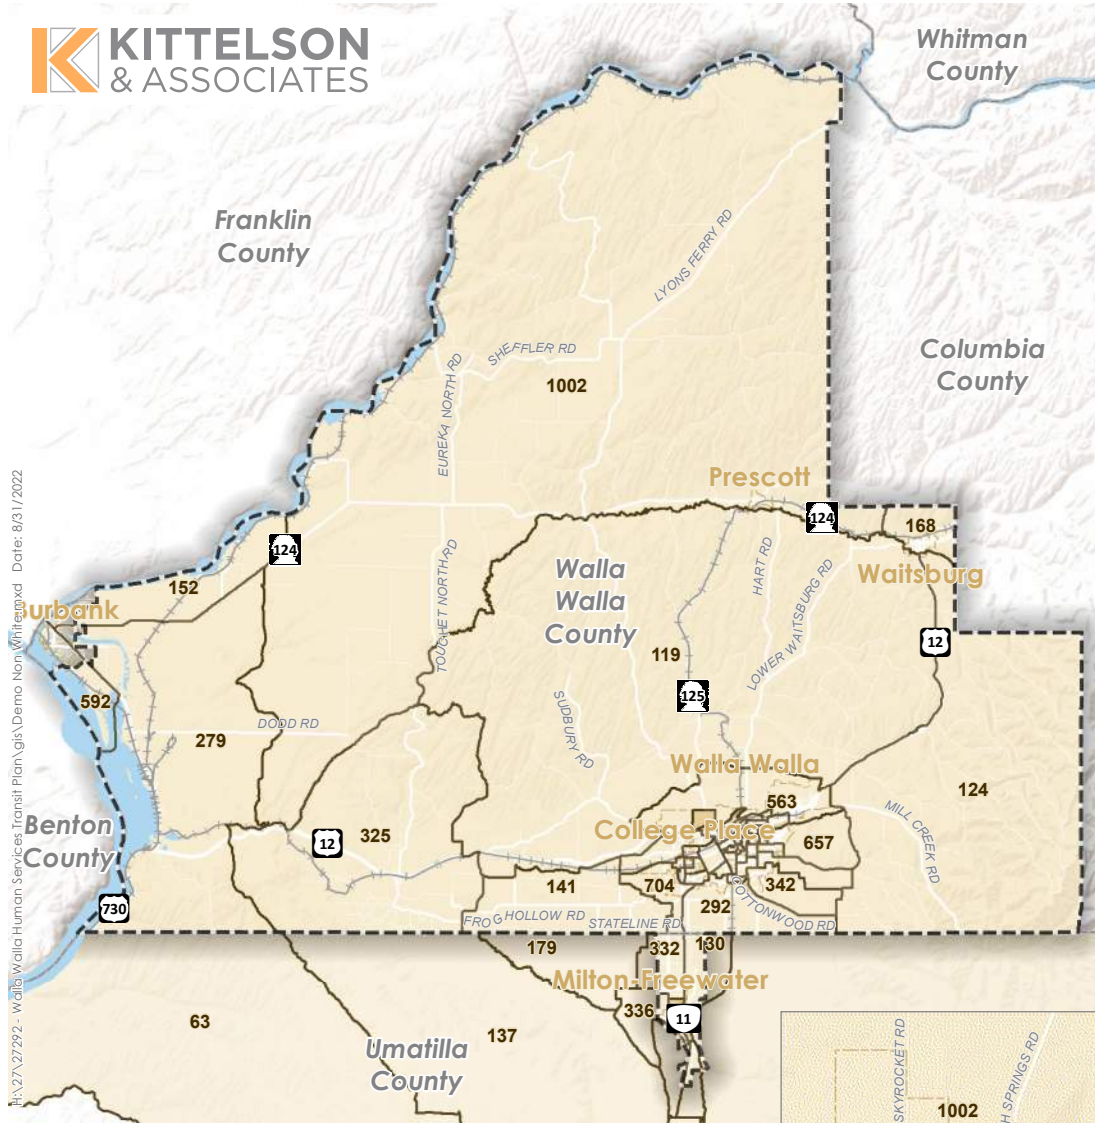 KITTELSON
& ASSOCIATES
Whitman
County
Franklin
County
LYONS FERRY RD
SHEFFLER RD
Columbia
County
EUREKA NORTH RD
1002
Prescott
124
168
124
Walla
Walla
County
HART RD
Waitsburg
TOUCHET NORTH RD
LOWER WAITSBURG RD
152
Burbank
12
119
125
592
SUDBURY RD
DODD RD
279
Walla Walla
124
563
MILL CREEK RD
Benton
County
12
325
College Place
657
141
704
342
730
FROG HOLLOW RD
STATELINE RD
292
COTTONWOOD RD
179
332
130
Milton-Freewater
336
11
63
137
Umatilla
County
SKYROCKET RD
H SPRINGS RD
1002
H:\27\27292 - Walla Walla Human Services Transit Plan\gis\Demo Non White.mxd Date: 8/31/2022